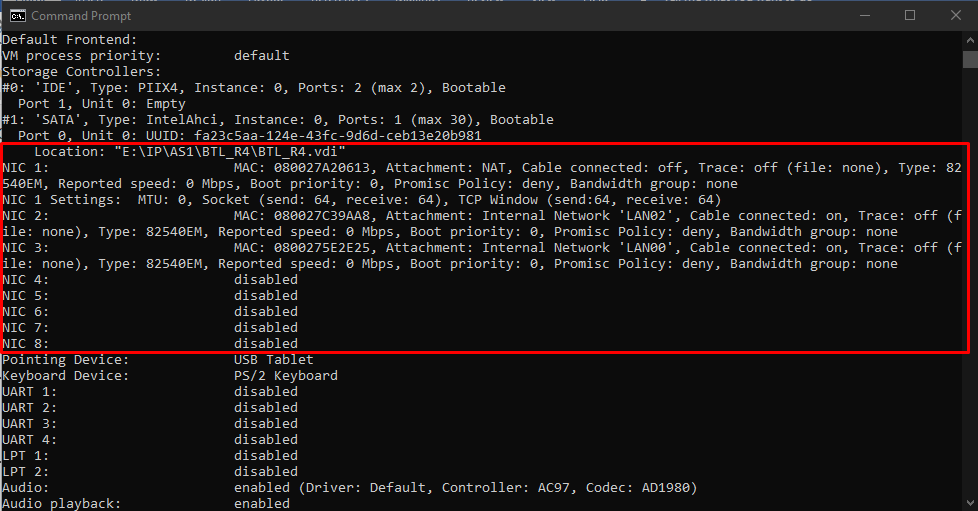 Command Prompt
Default Frontend:
VM process priority:         default
Storage Controllers:
#0: 'IDE', Type: PIIX4, Instance: 0, Ports: 2 (max 2), Bootable
  Port 1, Unit 0: Empty
#1: 'SATA', Type: IntelAhci, Instance: 0, Ports: 1 (max 30), Bootable
  Port 0, Unit 0: UUID: fa23c5aa-124e-43fc-9d6d-ceb13e20b981
    Location: "E:\IP\AS1\BTL_R4\BTL_R4.vdi"
NIC 1:                       MAC: 080027A20613, Attachment: NAT, Cable connected: off, Trace: off (file: none), Type: 82
540EM, Reported speed: 0 Mbps, Boot priority: 0, Promisc Policy: deny, Bandwidth group: none
NIC 1 Settings:  MTU: 0, Socket (send: 64, receive: 64), TCP Window (send:64, receive: 64)
NIC 2:                       MAC: 080027C39AA8, Attachment: Internal Network 'LAN02', Cable connected: on, Trace: off (f
ile: none), Type: 82540EM, Reported speed: 0 Mbps, Boot priority: 0, Promisc Policy: deny, Bandwidth group: none
NIC 3:                       MAC: 0800275E2E25, Attachment: Internal Network 'LAN00', Cable connected: on, Trace: off (f
ile: none), Type: 82540EM, Reported speed: 0 Mbps, Boot priority: 0, Promisc Policy: deny, Bandwidth group: none
NIC 4:                       disabled
NIC 5:                       disabled
NIC 6:                       disabled
NIC 7:                       disabled
NIC 8:                       disabled
Pointing Device:             USB Tablet
Keyboard Device:             PS/2 Keyboard
UART 1:                      disabled
UART 2:                      disabled
UART 3:                      disabled
UART 4:                      disabled
LPT 1:                       disabled
LPT 2:                       disabled
Audio:                       enabled (Driver: Default, Controller: AC97, Codec: AD1980)
Audio playback:              enabled